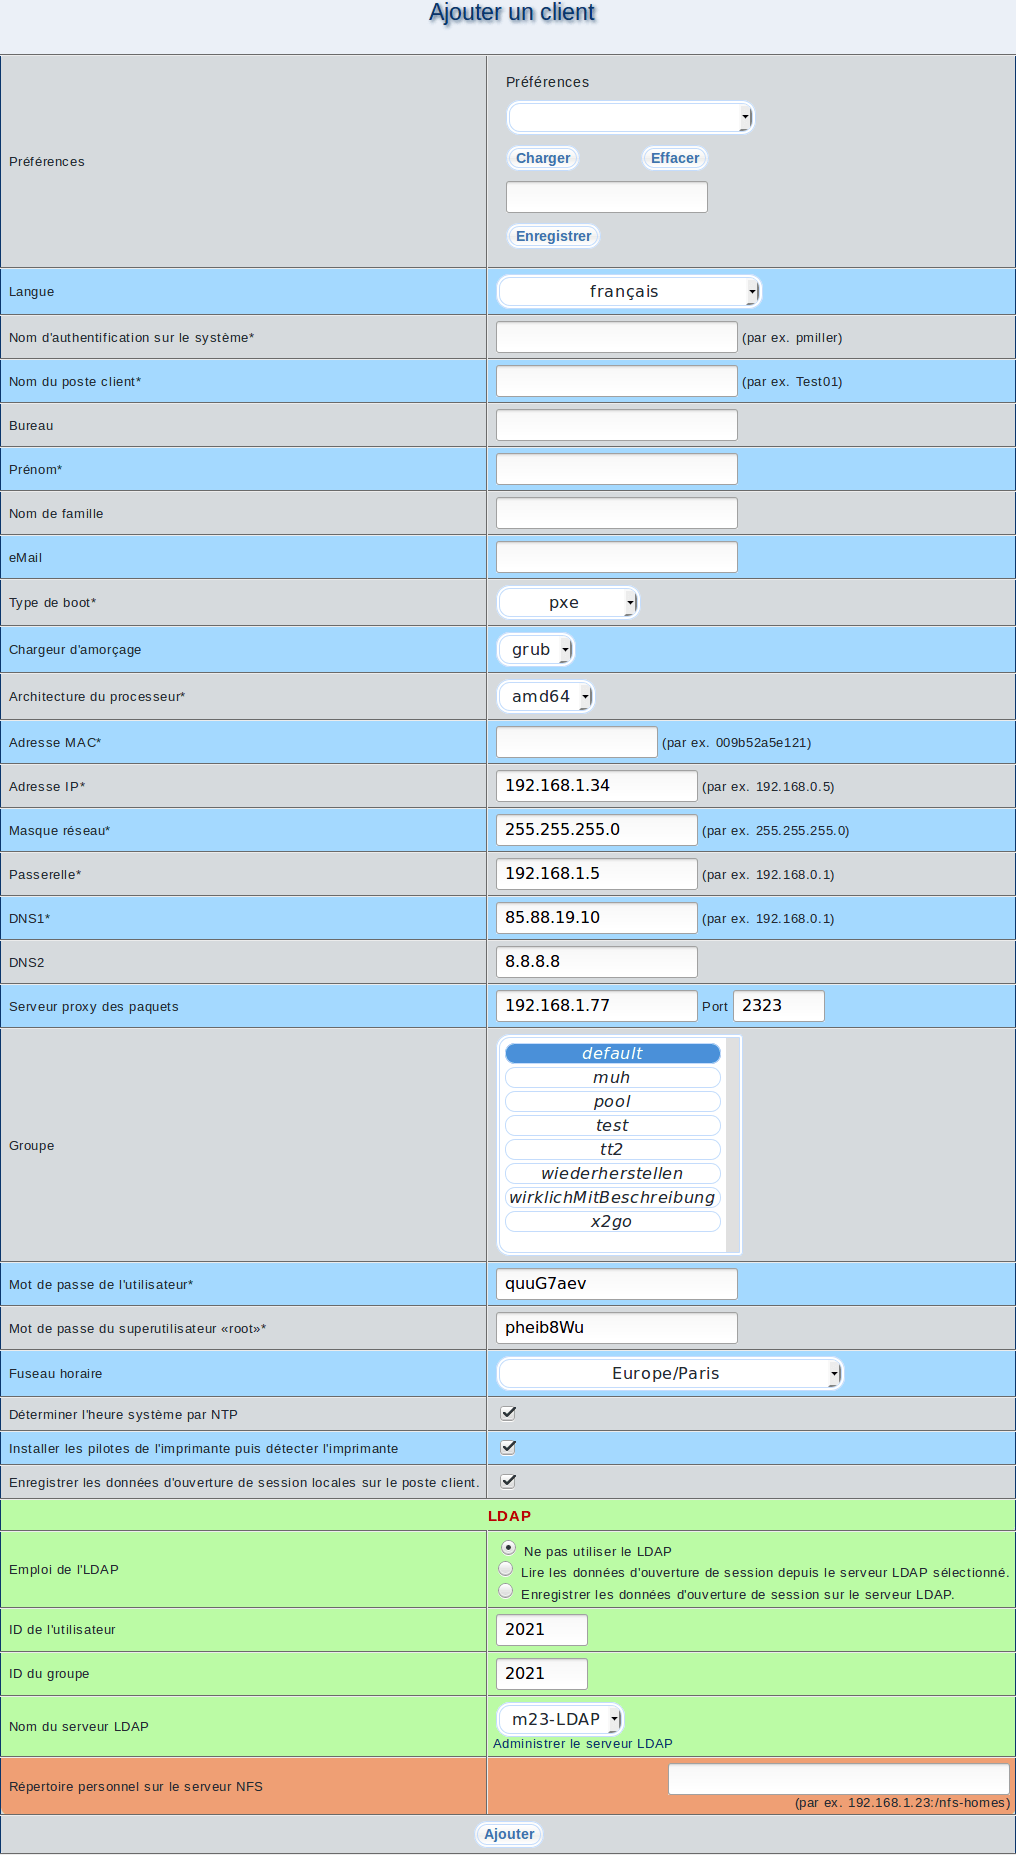 Ajouter un client
Préférences
Préférences
Charger Effacer
Enregistrer
Langue français
Nom d'authentification sur le système* (par ex. pmiller)
Nom du poste client* (par ex. Test01)
Bureau
Prénom*
Nom de famille
eMail
Type de boot* pxe
Chargeur d'amorçage grub
Architecture du processeur* amd64
Adresse MAC* (par ex. 009b52a5e121)
Adresse IP* 192.168.1.34 (par ex. 192.168.0.5)
Masque réseau* 255.255.255.0 (par ex. 255.255.255.0)
Passerelle* 192.168.1.5 (par ex. 192.168.0.1)
DNS1* 85.88.19.10 (par ex. 192.168.0.1)
DNS2 8.8.8.8
Serveur proxy des paquets 192.168.1.77 Port 2323
Groupe
default
muh
pool
test
tt2
wiederherstellen
wirklichMitBeschreibung
x2go
Mot de passe de l'utilisateur* quuG7aev
Mot de passe du superutilisateur «root»* pheib8Wu
Fuseau horaire Europe/Paris
Déterminer l'heure système par NTP
Installer les pilotes de l'imprimante puis détecter l'imprimante
Enregistrer les données d'ouverture de session locales sur le poste client.
LDAP
Emploi de l'LDAP
Ne pas utiliser le LDAP
Lire les données d'ouverture de session depuis le serveur LDAP sélectionné.
Enregistrer les données d'ouverture de session sur le serveur LDAP.
ID de l'utilisateur 2021
ID du groupe 2021
Nom du serveur LDAP m23-LDAP
Administrer le serveur LDAP
Répertoire personnel sur le serveur NFS
(par ex. 192.168.1.23:/nfs-homes)
Ajouter